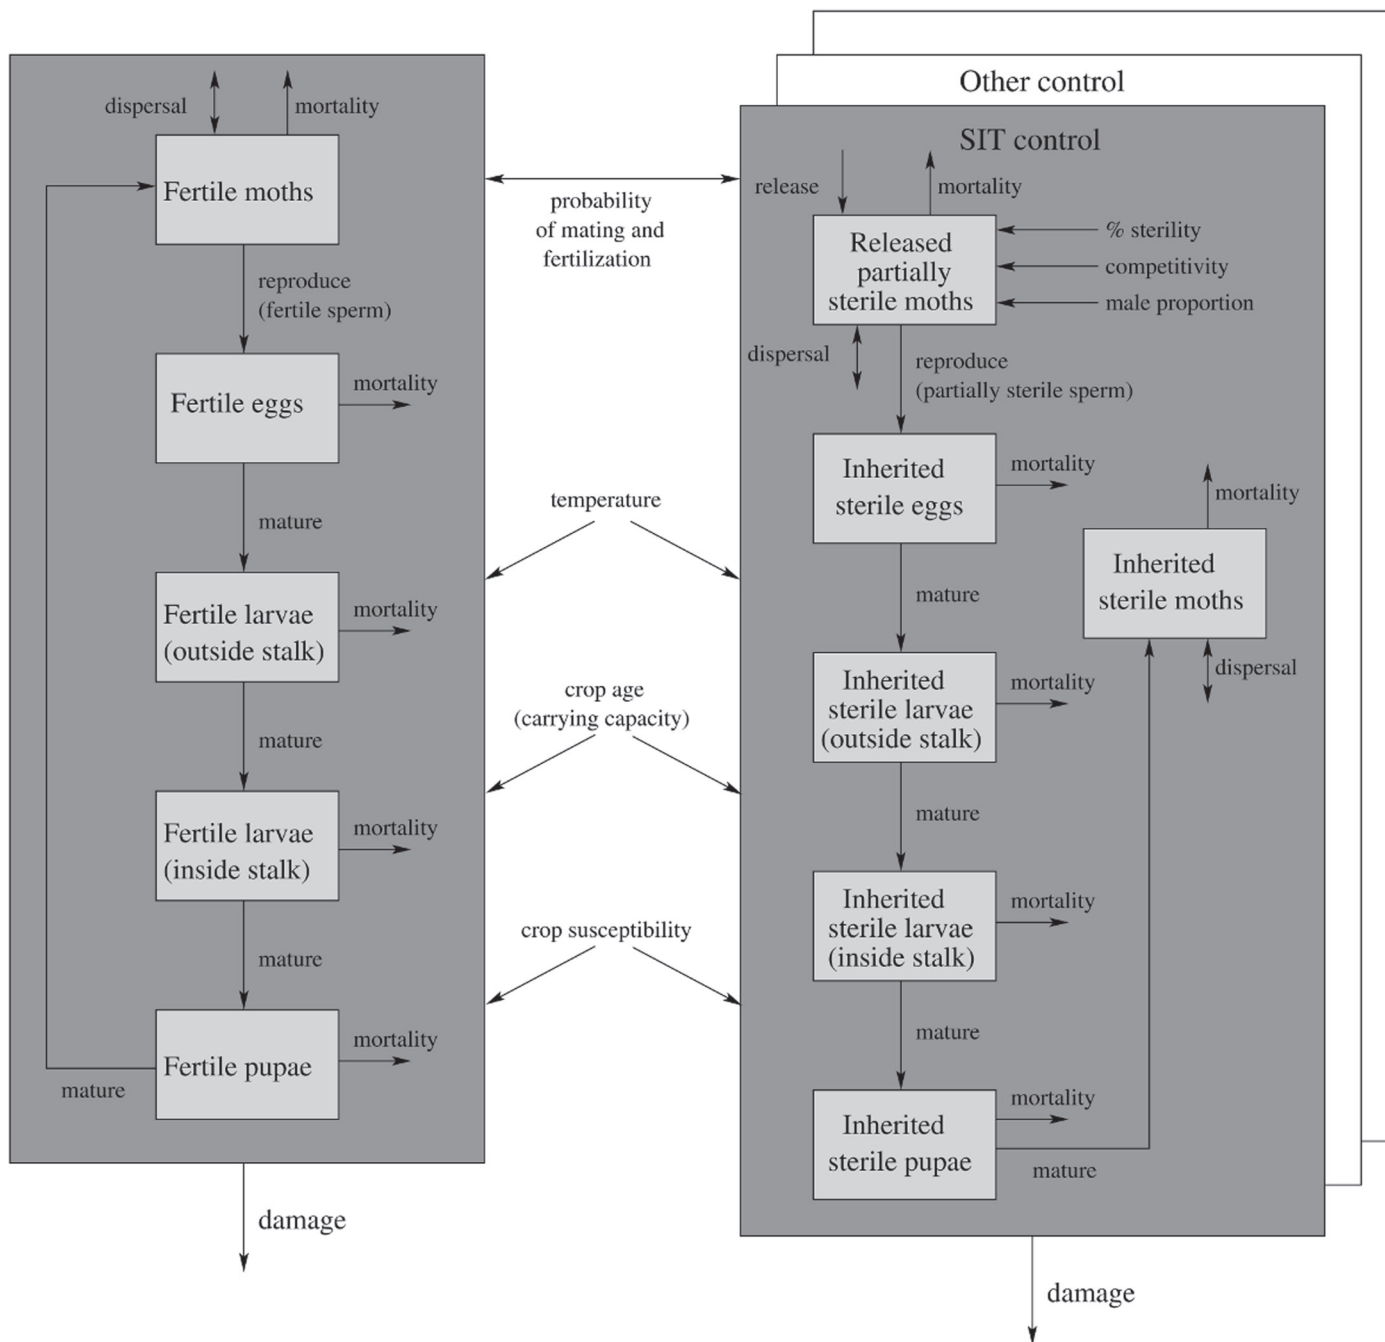 dispersal
mortality
Fertile moths
reproduce
(fertile sperm)
Fertile eggs
mortality
mature
Fertile larvae
(outside stalk)
mortality
mature
Fertile larvae
(inside stalk)
mortality
mature
Fertile pupae
mortality
mature
damage
probability
of mating and
fertilization
temperature
crop age
(carrying capacity)
crop susceptibility
Other control
SIT control
release
mortality
Released
partially
sterile moths
% sterility
competitivity
male proportion
dispersal
reproduce
(partially sterile sperm)
Inherited
sterile eggs
mortality
mature
Inherited
sterile larvae
(outside stalk)
mortality
mature
Inherited
sterile larvae
(inside stalk)
mortality
mature
Inherited
sterile pupae
mortality
mature
mortality
Inherited
sterile moths
dispersal
damage